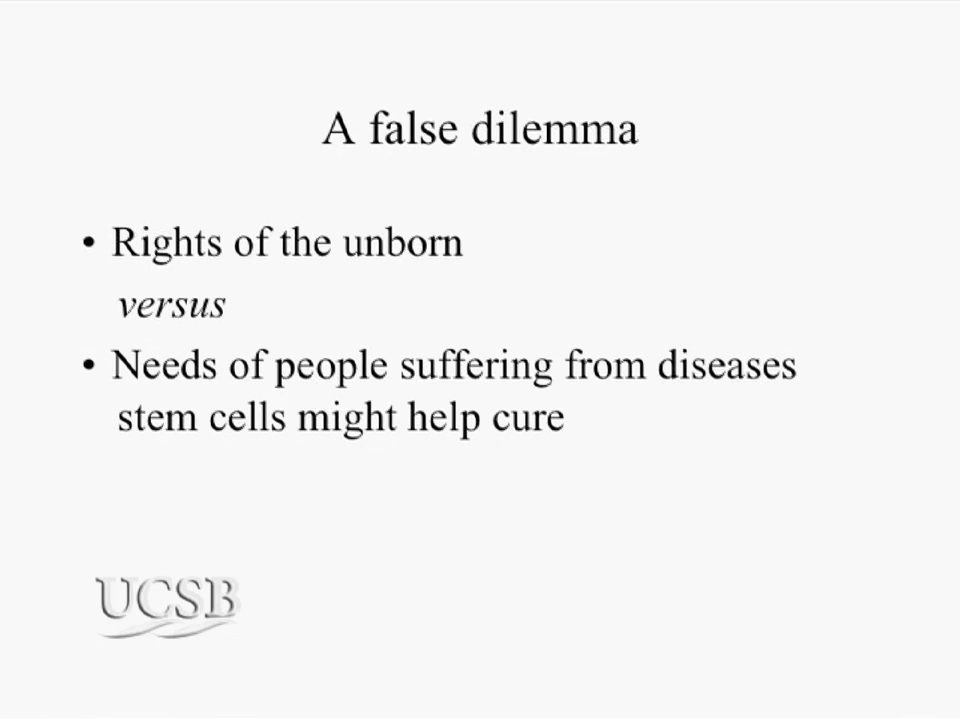 A false dilemma
• Rights of the unborn
versus
• Needs of people suffering from diseases
stem cells might help cure
UCSB